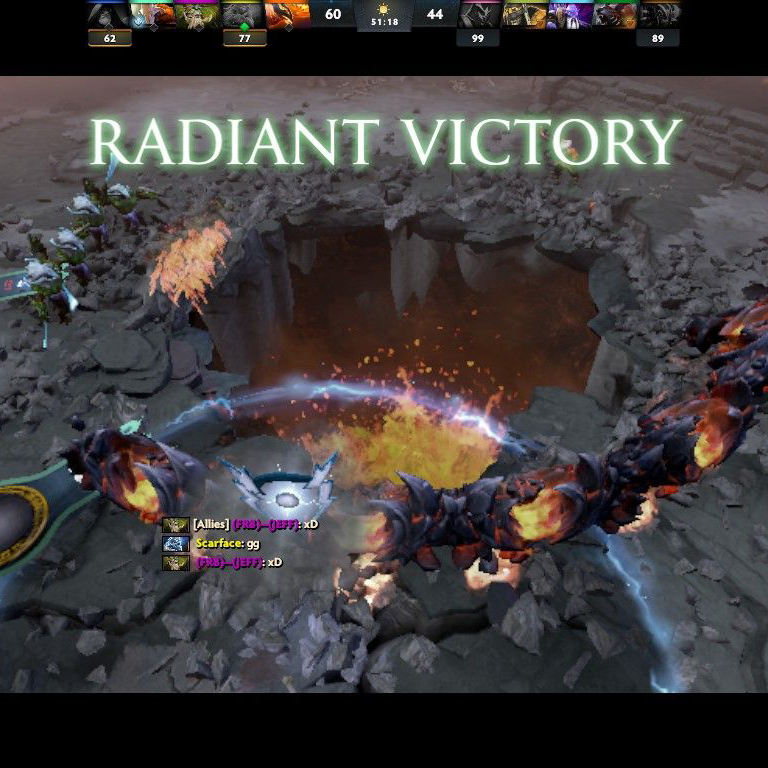 60 51:18 44
62 77 99 89
RADIANT VICTORY
[Allies] (FRB)--(JEFF): xD
Scarface: gg
(FRB)--(JEFF): xD